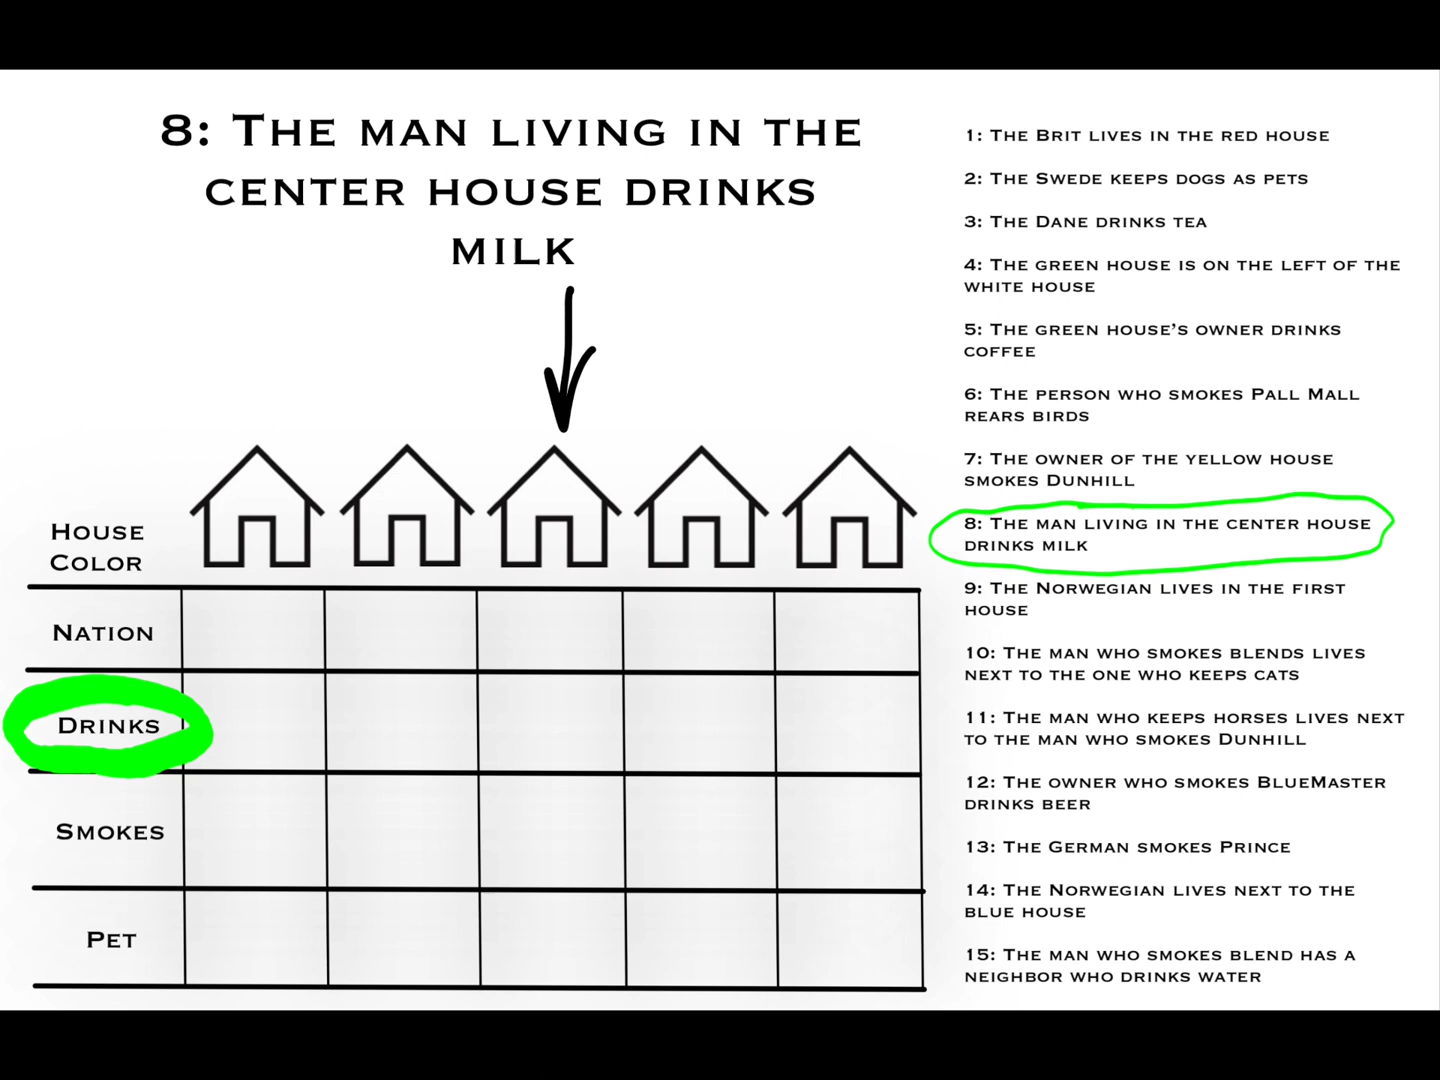 8: The man living in the
center house drinks
milk
House
Color
Nation
Drinks
Smokes
Pet
1: The Brit lives in the red house
2: The Swede keeps dogs as pets
3: The Dane drinks tea
4: The green house is on the left of the
white house
5: The green house’s owner drinks
coffee
6: The person who smokes Pall Mall
rears birds
7: The owner of the yellow house
smokes Dunhill
8: The man living in the center house
drinks milk
9: The Norwegian lives in the first
house
10: The man who smokes blends lives
next to the one who keeps cats
11: The man who keeps horses lives next
to the man who smokes Dunhill
12: The owner who smokes BlueMaster
drinks beer
13: The German smokes Prince
14: The Norwegian lives next to the
blue house
15: The man who smokes blend has a
neighbor who drinks water